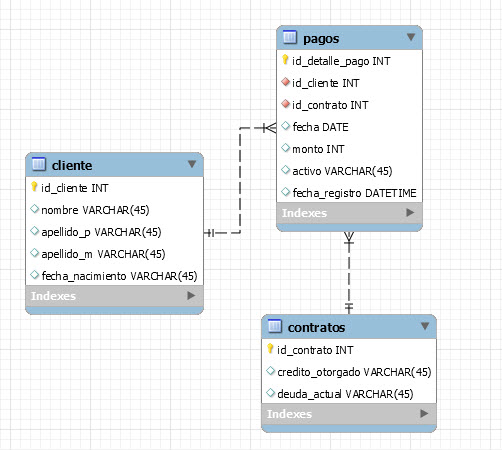 pagos
id_detalle_pago INT
id_cliente INT
id_contrato INT
fecha DATE
monto INT
activo VARCHAR(45)
fecha_registro DATETIME
Indexes
cliente
id_cliente INT
nombre VARCHAR(45)
apellido_p VARCHAR(45)
apellido_m VARCHAR(45)
fecha_nacimiento VARCHAR(45)
Indexes
contratos
id_contrato INT
credito_otorgado VARCHAR(45)
deuda_actual VARCHAR(45)
Indexes